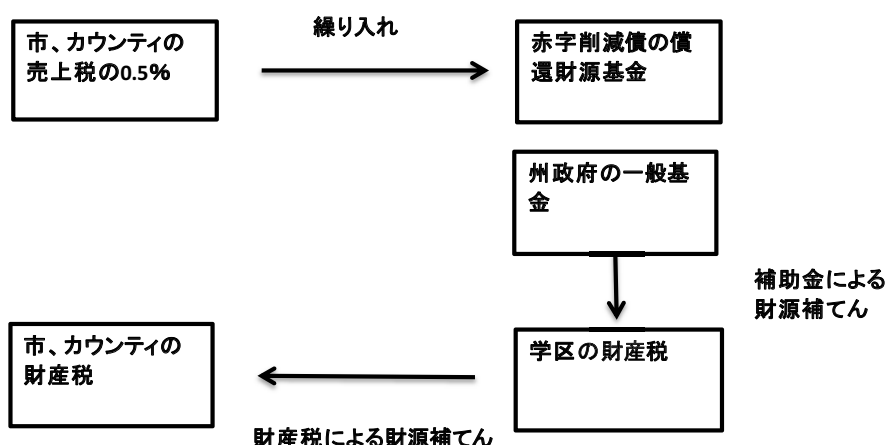 繰り入れ
市、カウンティの
売上税の0.5%
赤字削減債の償
還財源基金
州政府の一般基
金
補助金による
財源補てん
市、カウンティの
財産税
学区の財産税
財産税による財源補てん